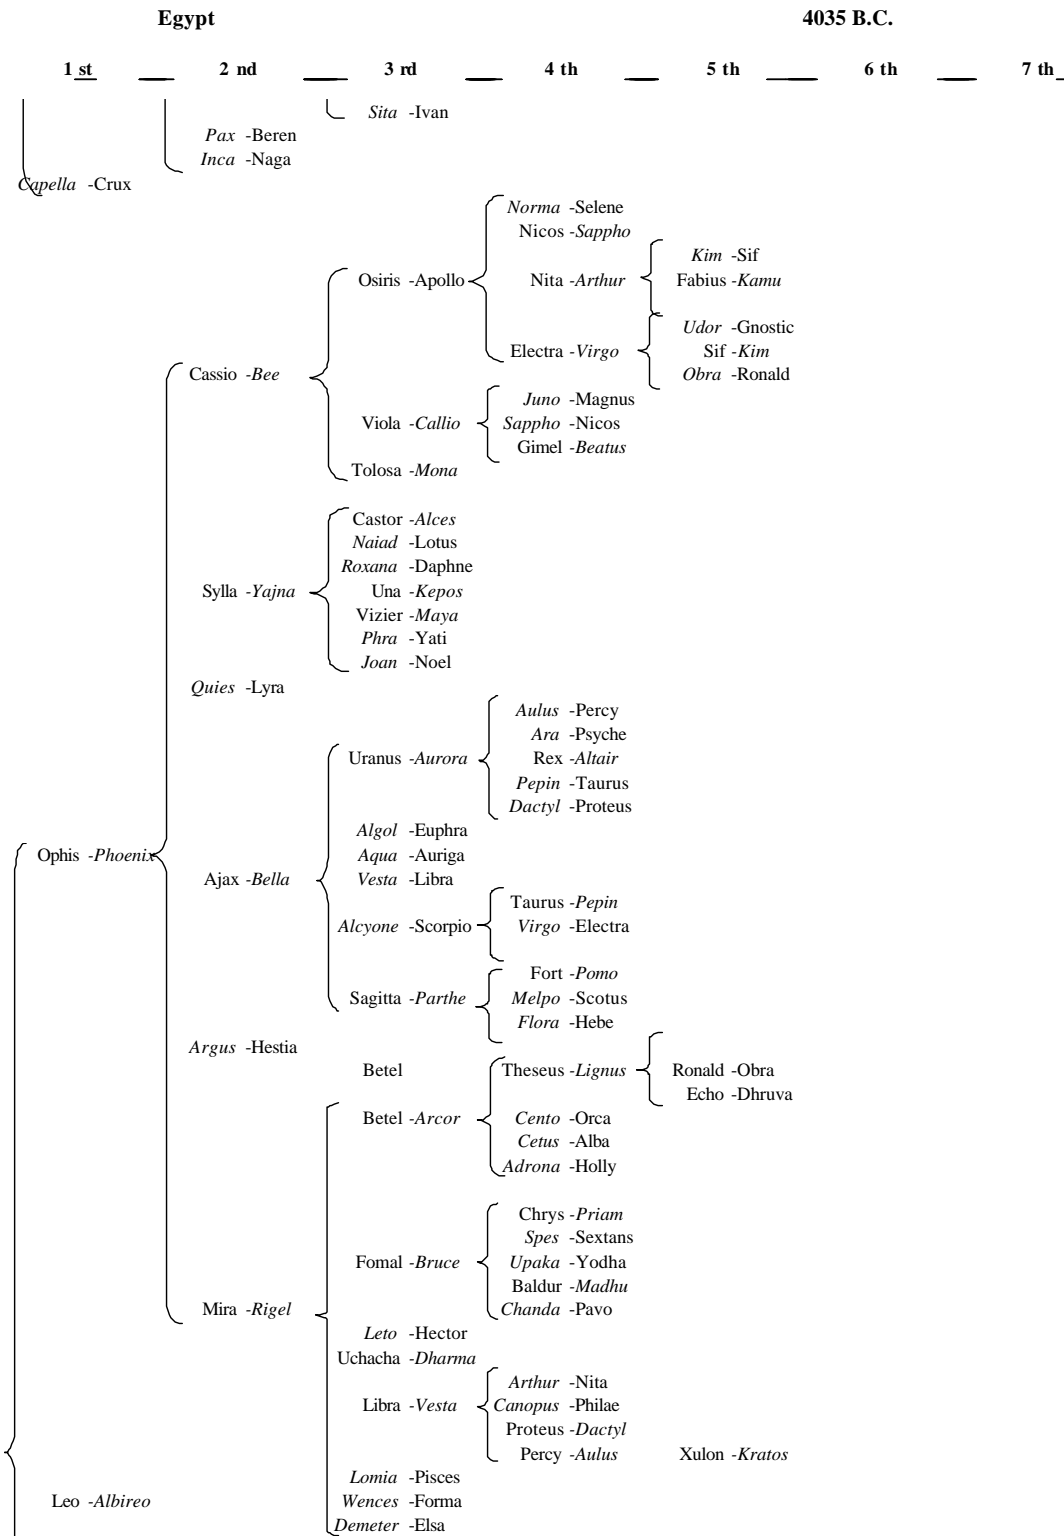 Egypt 4035 B.C.
1 st 2 nd 3 rd 4 th 5 th 6 th 7 th
Sita -Ivan
Pax -Beren
Inca -Naga
Capella -Crux
Norma -Selene
Nicos -Sappho
Kim -Sif
Osiris -Apollo Nita -Arthur Fabius -Kamu
Udor -Gnostic
Electra -Virgo Sif -Kim
Cassio -Bee Obra -Ronald
Juno -Magnus
Viola -Callio Sappho -Nicos
Gimel -Beatus
Tolosa -Mona
Castor -Alces
Naiad -Lotus
Roxana -Daphne
Sylla -Yajna Una -Kepos
Vizier -Maya
Phra -Yati
Joan -Noel
Quies -Lyra
Aulus -Percy
Ara -Psyche
Uranus -Aurora Rex -Altair
Pepin -Taurus
Dactyl -Proteus
Algol -Euphra
Ophis -Phoenix Aqua -Auriga
Ajax -Bella Vesta -Libra
Taurus -Pepin
Alcyone -Scorpio Virgo -Electra
Fort -Pomo
Sagitta -Parthe Melpo -Scotus
Flora -Hebe
Argus -Hestia
Betel Theseus -Lignus Ronald -Obra
Echo -Dhruva
Betel -Arcor Cento -Orca
Cetus -Alba
Adrona -Holly
Chrys -Priam
Spes -Sextans
Fomal -Bruce Upaka -Yodha
Baldur -Madhu
Mira -Rigel Chanda -Pavo
Leto -Hector
Uchacha -Dharma
Arthur -Nita
Libra -Vesta Canopus -Philae
Proteus -Dactyl
Percy -Aulus Xulon -Kratos
Lomia -Pisces
Leo -Albireo Wences -Forma
Demeter -Elsa